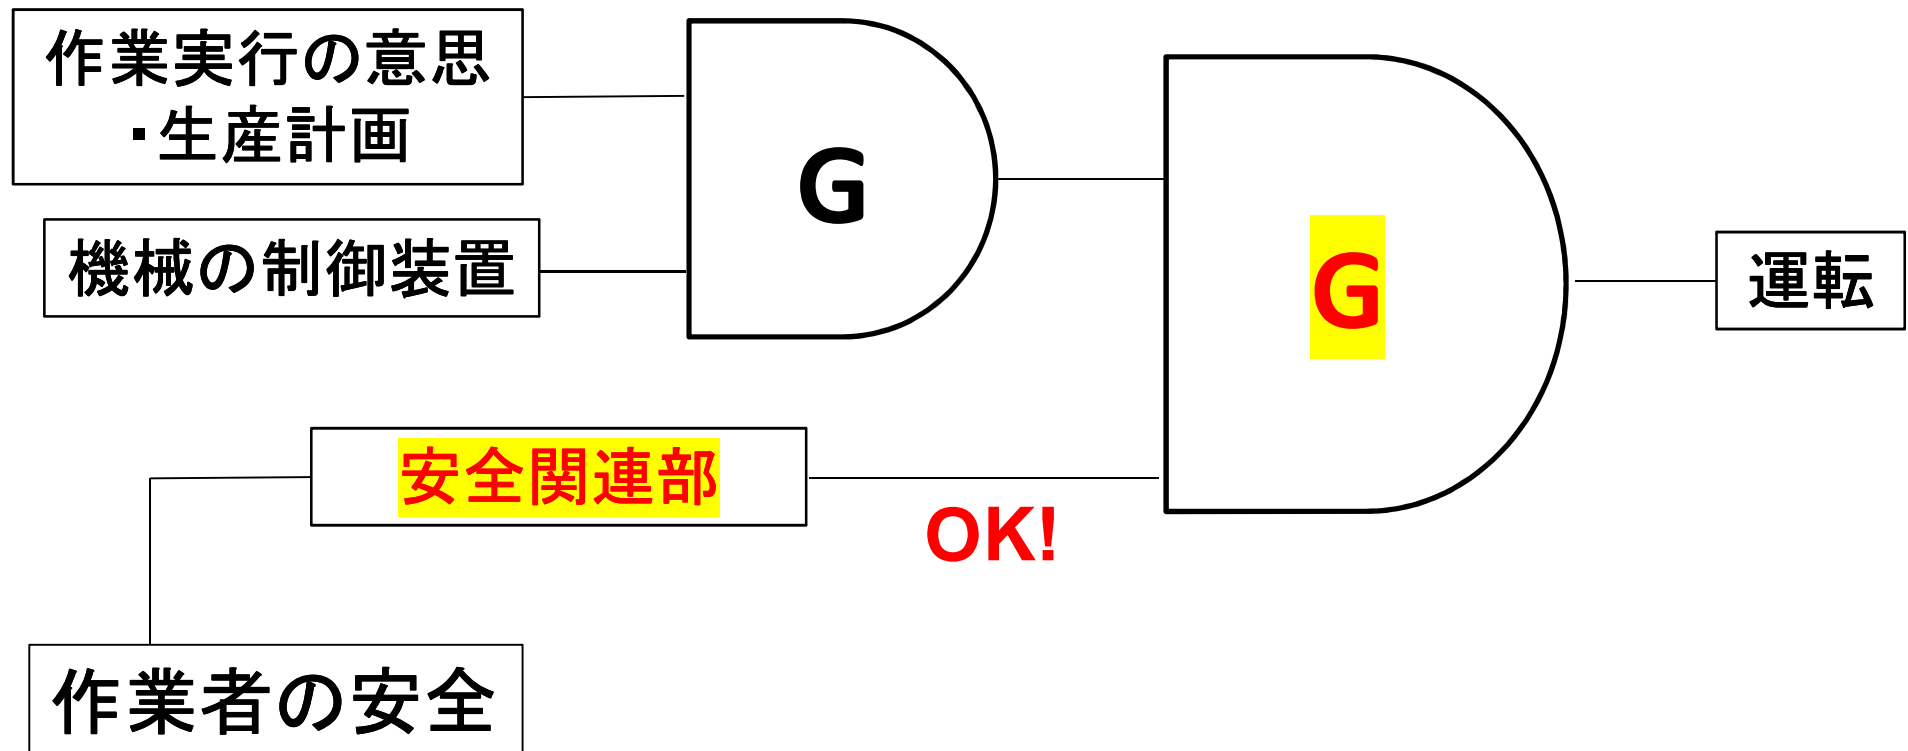 作業実行の意思
・生産計画
G
機械の制御装置
G
運転
安全関連部
OK!
作業者の安全